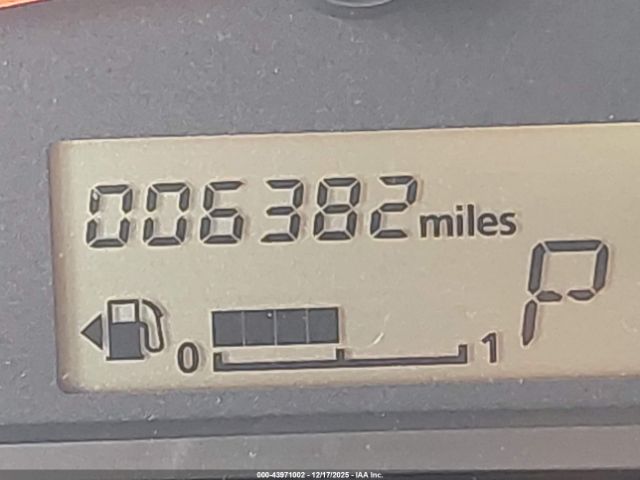 006382 miles
P
0 1
000-43971002 - 12/17/2025 - IAA Inc.